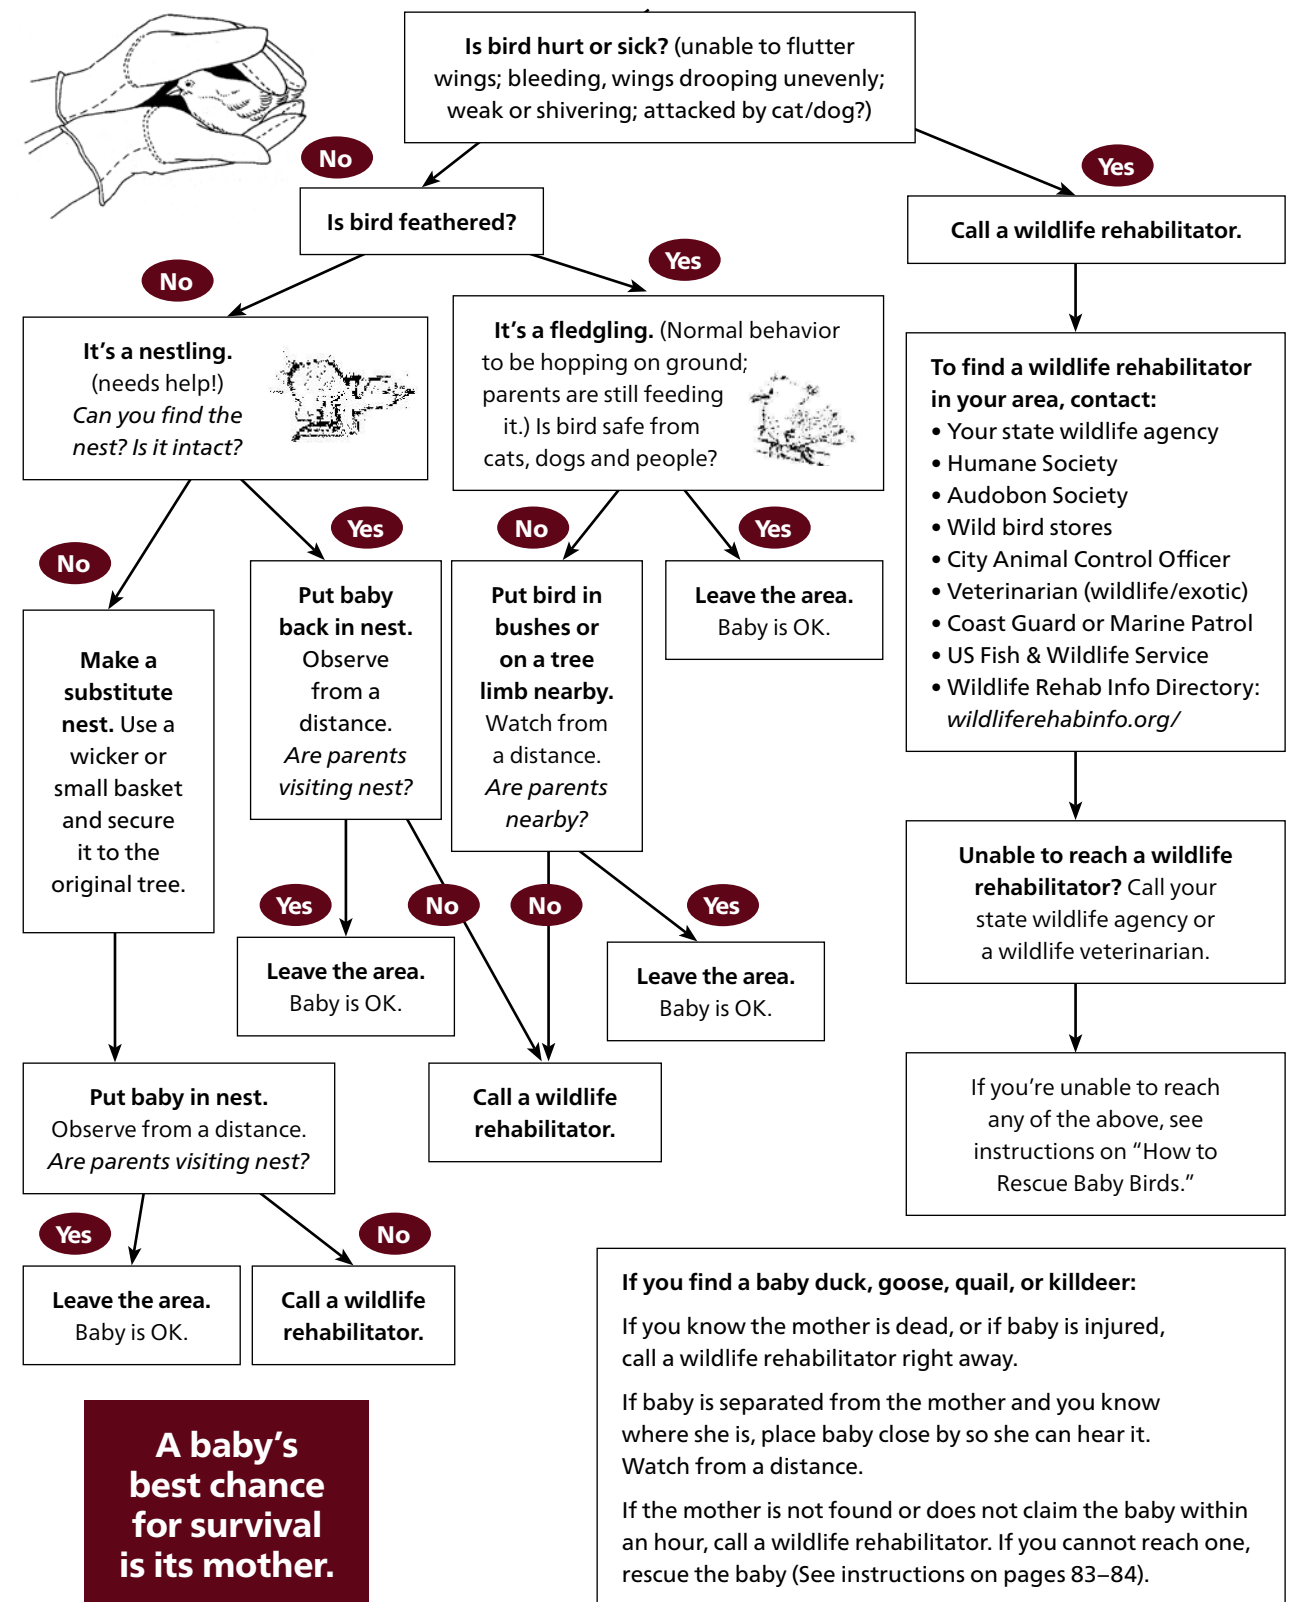 Is bird hurt or sick? (unable to flutter
wings; bleeding, wings drooping unevenly;
weak or shivering; attacked by cat/dog?)
No
Yes
Is bird feathered?
Call a wildlife rehabilitator.
No
Yes
It's a nestling.
(needs help!)
Can you find the
nest? Is it intact?
It's a fledgling. (Normal behavior
to be hopping on ground;
parents are still feeding
it.) Is bird safe from
cats, dogs and people?
To find a wildlife rehabilitator
in your area, contact:
• Your state wildlife agency
• Humane Society
• Audobon Society
• Wild bird stores
• City Animal Control Officer
• Veterinarian (wildlife/exotic)
• Coast Guard or Marine Patrol
• US Fish & Wildlife Service
• Wildlife Rehab Info Directory:
wildliferehabinfo.org/
No
Yes
No
Yes
Make a
substitute
nest. Use a
wicker or
small basket
and secure
it to the
original tree.
Put baby
back in nest.
Observe
from a
distance.
Are parents
visiting nest?
Put bird in
bushes or
on a tree
limb nearby.
Watch from
a distance.
Are parents
nearby?
Leave the area.
Baby is OK.
Unable to reach a wildlife
rehabilitator? Call your
state wildlife agency or
a wildlife veterinarian.
Yes
No
No
Yes
Leave the area.
Baby is OK.
Leave the area.
Baby is OK.
Put baby in nest.
Observe from a distance.
Are parents visiting nest?
Call a wildlife
rehabilitator.
If you're unable to reach
any of the above, see
instructions on “How to
Rescue Baby Birds.”
Yes
No
Leave the area.
Baby is OK.
Call a wildlife
rehabilitator.
If you find a baby duck, goose, quail, or killdeer:
If you know the mother is dead, or if baby is injured,
call a wildlife rehabilitator right away.
If baby is separated from the mother and you know
where she is, place baby close by so she can hear it.
Watch from a distance.
If the mother is not found or does not claim the baby within
an hour, call a wildlife rehabilitator. If you cannot reach one,
rescue the baby (See instructions on pages 83–84).
A baby's
best chance
for survival
is its mother.